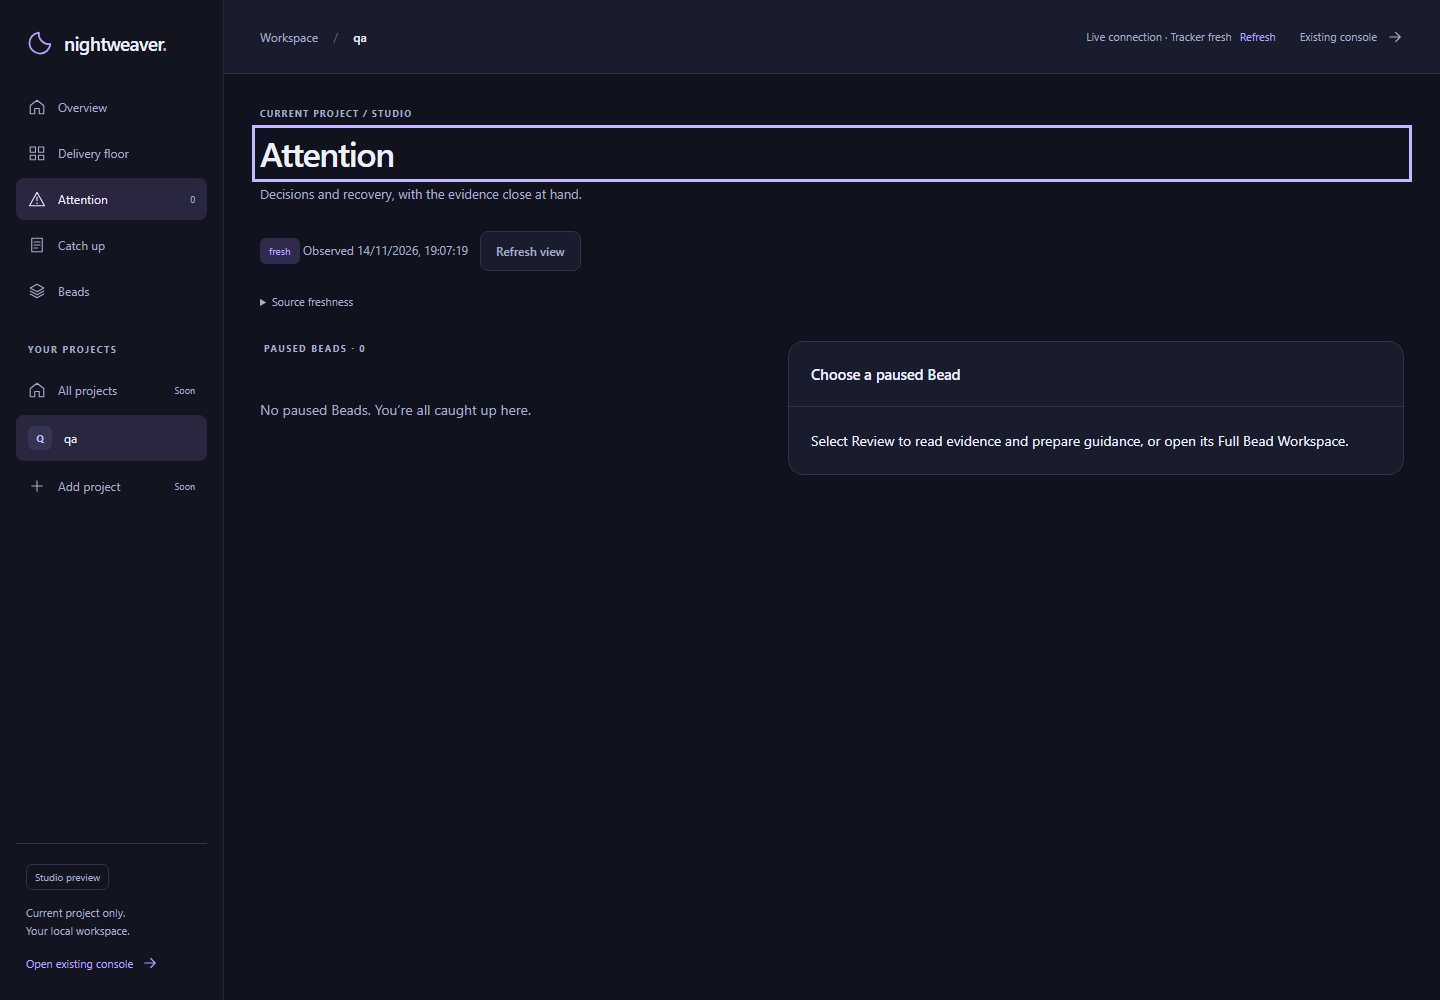 nightweaver.
Overview
Delivery floor
Attention 0
Catch up
Beads
YOUR PROJECTS
All projects Soon
Q qa
Add project Soon
Studio preview
Current project only.
Your local workspace.
Open existing console
Workspace / qa
Live connection · Tracker fresh Refresh Existing console
CURRENT PROJECT / STUDIO
Attention
Decisions and recovery, with the evidence close at hand.
fresh Observed 14/11/2026, 19:07:19 Refresh view
Source freshness
PAUSED BEADS · 0
No paused Beads. You’re all caught up here.
Choose a paused Bead
Select Review to read evidence and prepare guidance, or open its Full Bead Workspace.